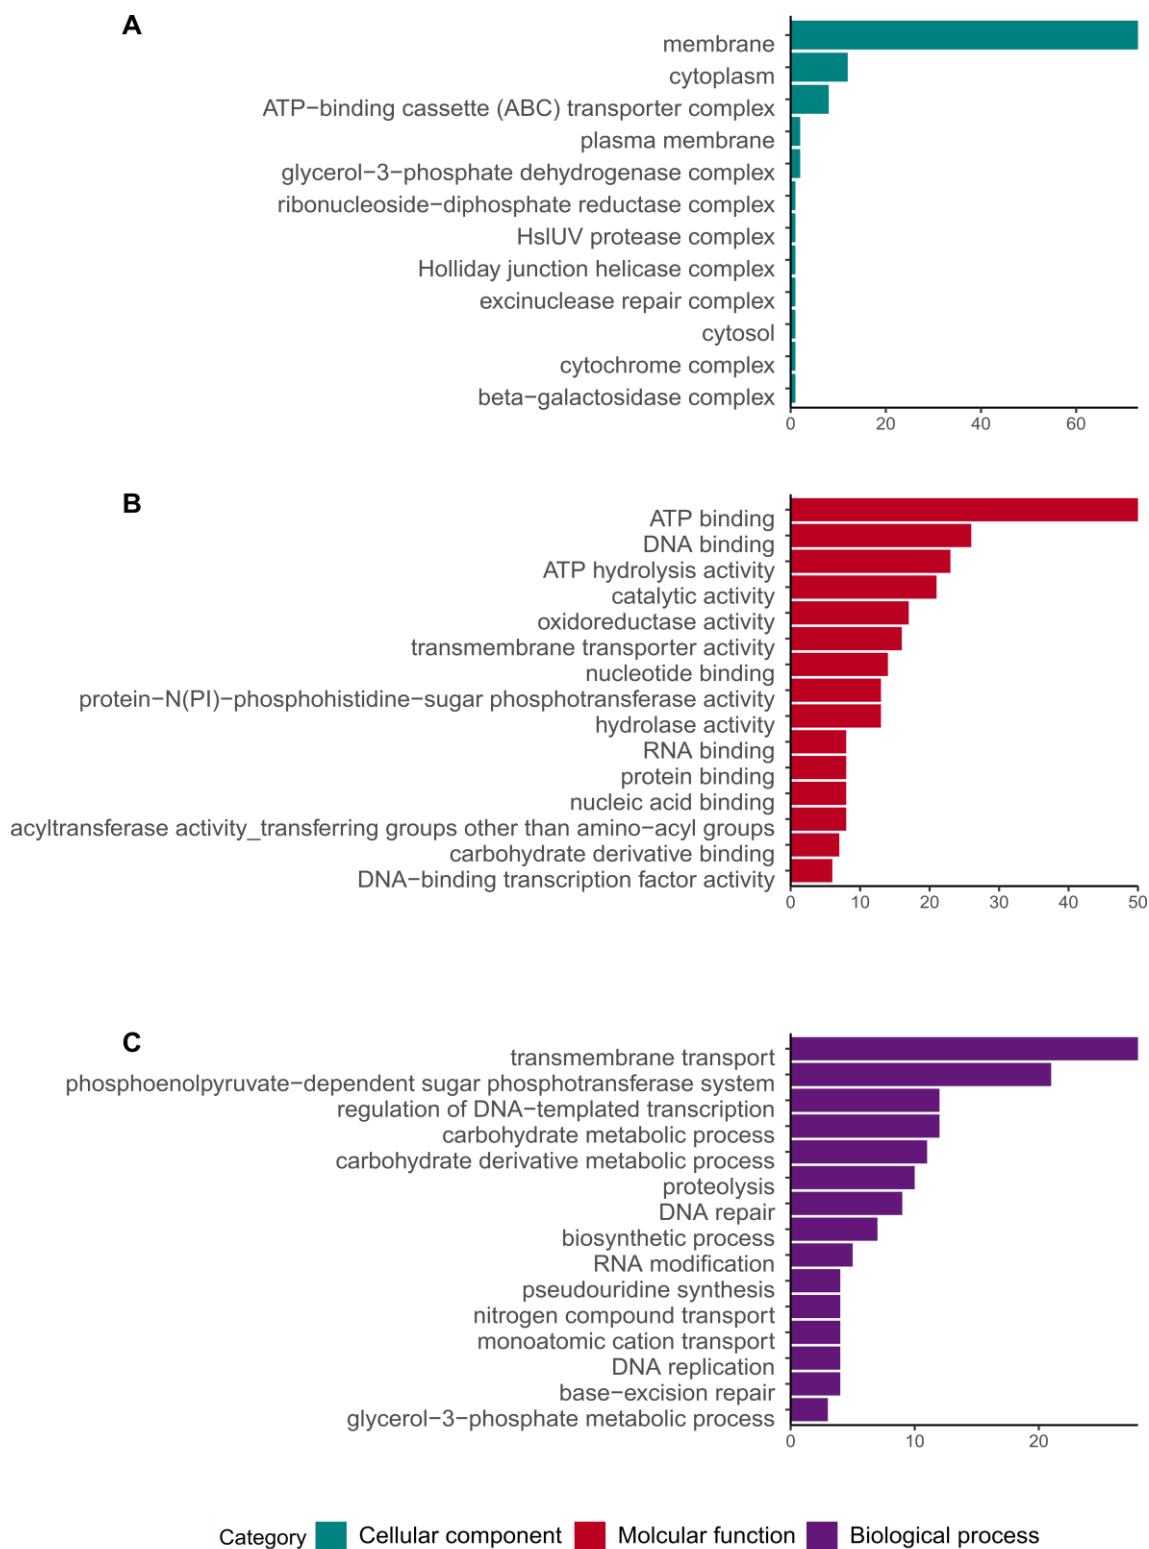 A
membrane
cytoplasm
ATP−binding cassette (ABC) transporter complex
plasma membrane
glycerol−3−phosphate dehydrogenase complex
ribonucleoside−diphosphate reductase complex
HslUV protease complex
Holliday junction helicase complex
excinuclease repair complex
cytosol
cytochrome complex
beta−galactosidase complex
0 20 40 60
B
ATP binding
DNA binding
ATP hydrolysis activity
catalytic activity
oxidoreductase activity
transmembrane transporter activity
nucleotide binding
protein−N(PI)−phosphohistidine−sugar phosphotransferase activity
hydrolase activity
RNA binding
protein binding
nucleic acid binding
acyltransferase activity_transferring groups other than amino−acyl groups
carbohydrate derivative binding
DNA−binding transcription factor activity
0 10 20 30 40 50
C
transmembrane transport
phosphoenolpyruvate−dependent sugar phosphotransferase system
regulation of DNA−templated transcription
carbohydrate metabolic process
carbohydrate derivative metabolic process
proteolysis
DNA repair
biosynthetic process
RNA modification
pseudouridine synthesis
nitrogen compound transport
monoatomic cation transport
DNA replication
base−excision repair
glycerol−3−phosphate metabolic process
0 10 20
Category Cellular component Molcular function Biological process